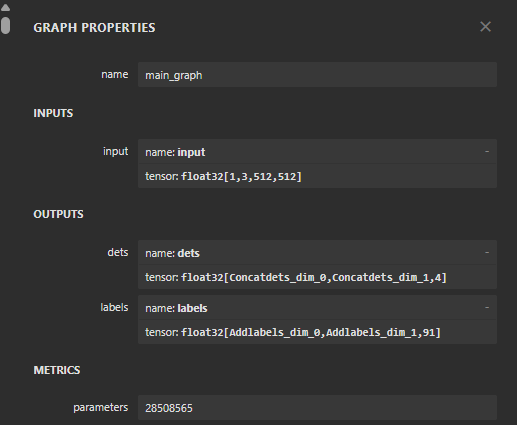 GRAPH PROPERTIES
name main_graph
INPUTS
input name: input -
tensor: float32[1,3,512,512]
OUTPUTS
dets name: dets -
tensor: float32[Concatdets_dim_0,Concatdets_dim_1,4]
labels name: labels -
tensor: float32[Addlabels_dim_0,Addlabels_dim_1,91]
METRICS
parameters 28508565